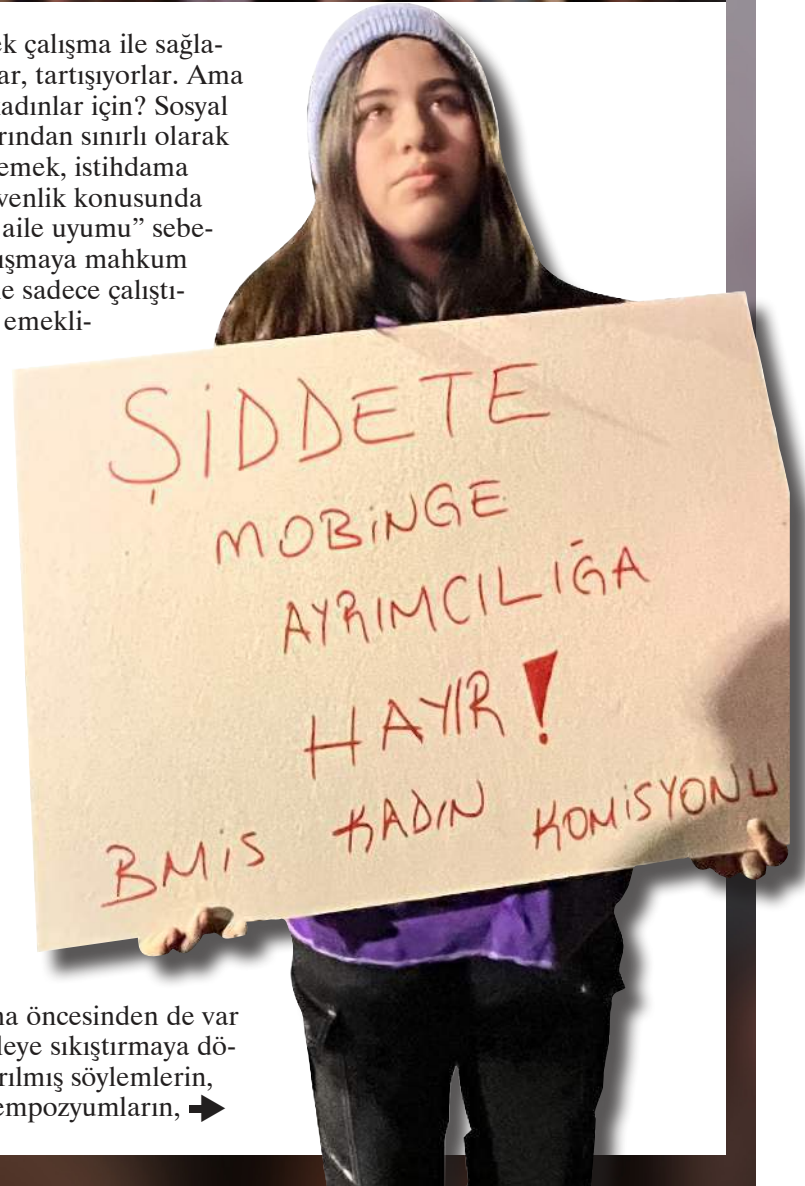 ek çalışma ile sağla-
ar, tartışıyorlar. Ama
adınlar için? Sosyal
rından sınırlı olarak
emek, istihdama
venlik konusunda
aile uyumu” sebe-
ışmaya mahkum
e sadece çalıştı-
emekli-
ŞİDDETE
MOBİNGE
AYRIMCILIĞA
HAYIR!
BMİS KADIN KOMİSYONU
na öncesinden de var
leye sıkıştırmaya dö-
rılmış söylemlerin,
empozyumların,